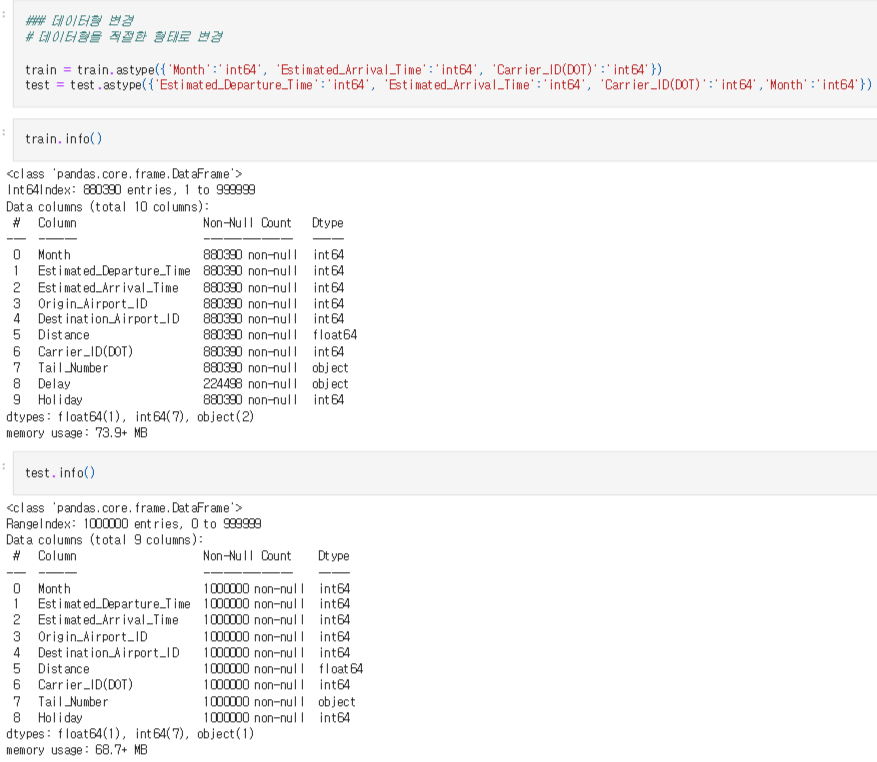 ### 데이터형 변경
# 데이터형을 적절한 형태로 변경
train = train.astype({'Month':'int64', 'Estimated_Arrival_Time':'int64', 'Carrier_ID(DOT)':'int64'})
test = test.astype({'Estimated_Departure_Time':'int64', 'Estimated_Arrival_Time':'int64', 'Carrier_ID(DOT)':'int64','Month':'int64'})
train.info()
<class 'pandas.core.frame.DataFrame'>
Int64Index: 880390 entries, 1 to 999999
Data columns (total 10 columns):
 #   Column                    Non-Null Count   Dtype
---  ------                    --------------   -----
 0   Month                     880390 non-null  int64
 1   Estimated_Departure_Time  880390 non-null  int64
 2   Estimated_Arrival_Time    880390 non-null  int64
 3   Origin_Airport_ID         880390 non-null  int64
 4   Destination_Airport_ID    880390 non-null  int64
 5   Distance                  880390 non-null  float64
 6   Carrier_ID(DOT)           880390 non-null  int64
 7   Tail_Number               880390 non-null  object
 8   Delay                     224498 non-null  object
 9   Holiday                   880390 non-null  int64
dtypes: float64(1), int64(7), object(2)
memory usage: 73.9+ MB
test.info()
<class 'pandas.core.frame.DataFrame'>
RangeIndex: 1000000 entries, 0 to 999999
Data columns (total 9 columns):
 #   Column                    Non-Null Count    Dtype
---  ------                    --------------    -----
 0   Month                     1000000 non-null  int64
 1   Estimated_Departure_Time  1000000 non-null  int64
 2   Estimated_Arrival_Time    1000000 non-null  int64
 3   Origin_Airport_ID         1000000 non-null  int64
 4   Destination_Airport_ID    1000000 non-null  int64
 5   Distance                  1000000 non-null  float64
 6   Carrier_ID(DOT)           1000000 non-null  int64
 7   Tail_Number               1000000 non-null  object
 8   Holiday                   1000000 non-null  int64
dtypes: float64(1), int64(7), object(1)
memory usage: 68.7+ MB